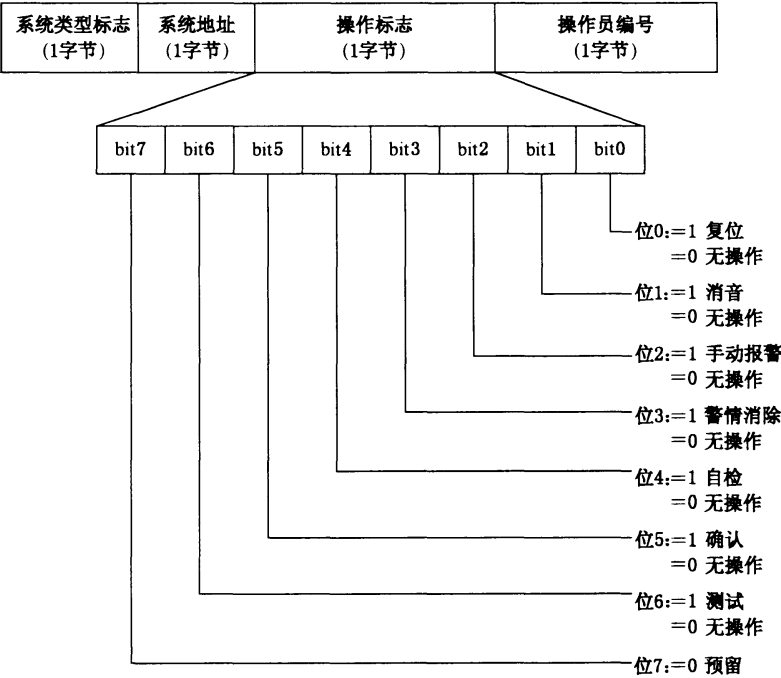 系统类型标志
(1字节)
系统地址
(1字节)
操作标志
(1字节)
操作员编号
(1字节)
bit7
bit6
bit5
bit4
bit3
bit2
bit1
bit0
位0:=1 复位
=0 无操作
位1:=1 消音
=0 无操作
位2:=1 手动报警
=0 无操作
位3:=1 警情消除
=0 无操作
位4:=1 自检
=0 无操作
位5:=1 确认
=0 无操作
位6:=1 测试
=0 无操作
位7:=0 预留